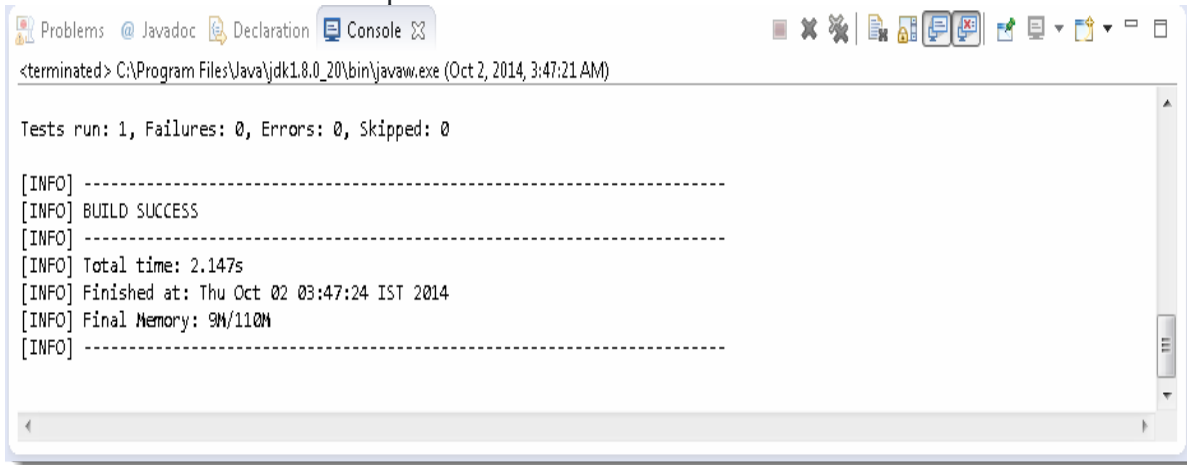 Problems @ Javadoc Declaration Console
<terminated> C:\Program Files\Java\jdk1.8.0_20\bin\javaw.exe (Oct 2, 2014, 3:47:21 AM)
Tests run: 1, Failures: 0, Errors: 0, Skipped: 0
[INFO] ------------------------------------------------------------------------
[INFO] BUILD SUCCESS
[INFO] ------------------------------------------------------------------------
[INFO] Total time: 2.147s
[INFO] Finished at: Thu Oct 02 03:47:24 IST 2014
[INFO] Final Memory: 9M/110M
[INFO] ------------------------------------------------------------------------